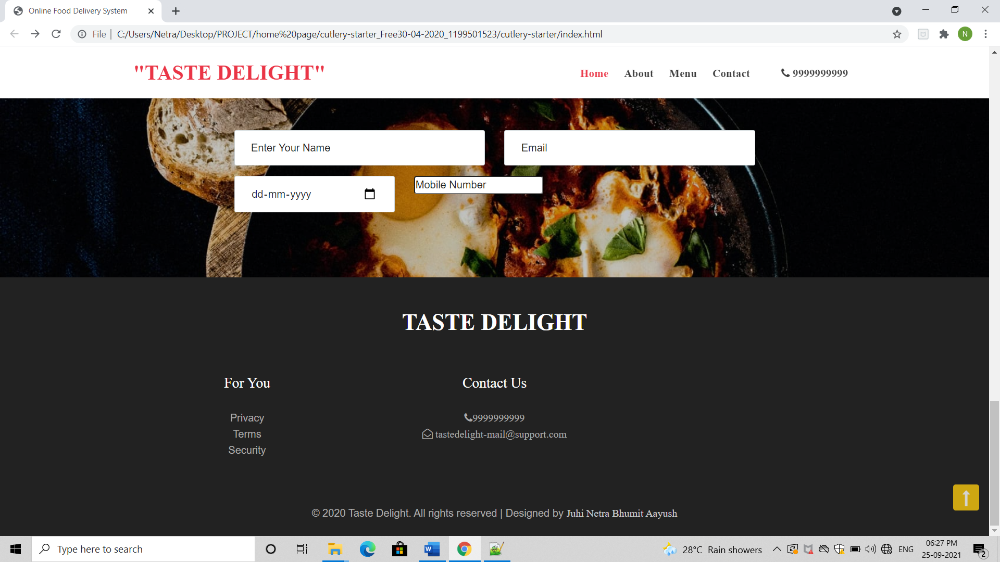 Online Food Delivery System
File | C:/Users/Netra/Desktop/PROJECT/home%20page/cutlery-starter_Free30-04-2020_1199501523/cutlery-starter/index.html
N
"TASTE DELIGHT"
Home About Menu Contact 9999999999
Enter Your Name Email
dd-mm-yyyy Mobile Number
TASTE DELIGHT
For You Contact Us
Privacy 9999999999
Terms tastedelight-mail@support.com
Security
© 2020 Taste Delight. All rights reserved | Designed by Juhi Netra Bhumit Aayush
Type here to search
28°C Rain showers
ENG
06:27 PM
25-09-2021
2